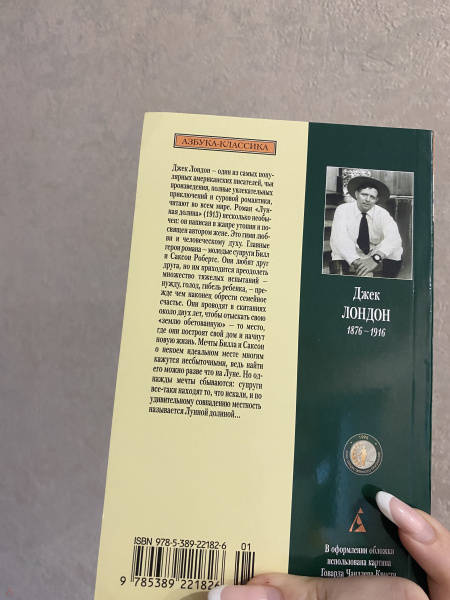 АЗБУКА-КЛАССИКА
Джек Лондон – один из самых попу-
лярных американских писателей, чьи
произведения, полные увлекательных
приключений и суровой романтики,
читают во всем мире. Роман «Лун-
ная долина» (1913) несколько необы-
чен: он написан в жанре утопии и по-
священ автором жене. Это гимн люб-
ви и человеческому духу. Главные
герои романа – молодые супруги Билл
и Саксон Робертс. Они любят друг
друга, но им приходится преодолеть
множество тяжелых испытаний –
нужду, голод, гибель ребенка, – пре-
жде чем наконец обрести семейное
счастье. Они проводят в скитаниях
около двух лет, чтобы отыскать свою
«землю обетованную» – то место,
где они построят свой дом и начнут
новую жизнь. Мечты Билла и Саксон
о некоем идеальном месте многим
кажутся несбыточными, ведь найти
его можно разве что на Луне. Но од-
нажды мечты сбываются: супруги
все-таки находят то, что искали, и по
удивительному совпадению местность
называется Лунной долиной...
Джек
ЛОНДОН
1876 – 1916
ISBN 978-5-389-22182-6
01
9 785389 221826
В оформлении обложки
использована картина
Говарда Чандлера Кристи